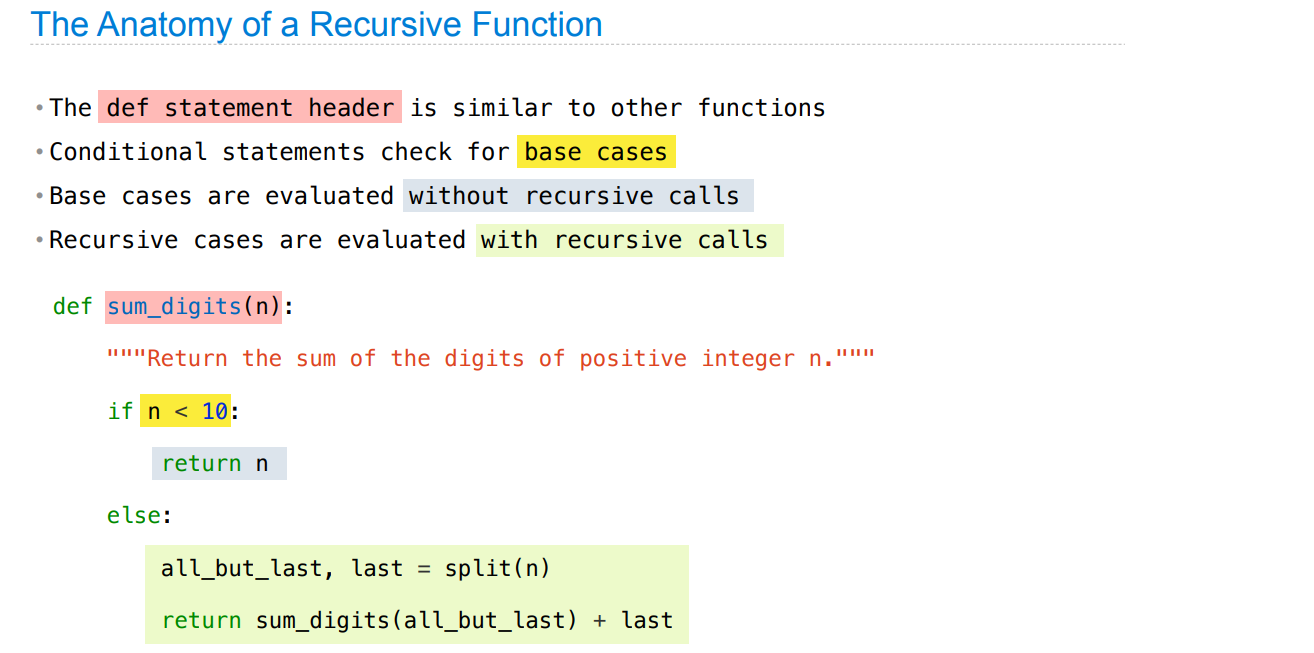 The Anatomy of a Recursive Function
•The def statement header is similar to other functions
•Conditional statements check for base cases
•Base cases are evaluated without recursive calls
•Recursive cases are evaluated with recursive calls
def sum_digits(n):
    """Return the sum of the digits of positive integer n."""
    if n < 10:
        return n
    else:
        all_but_last, last = split(n)
        return sum_digits(all_but_last) + last